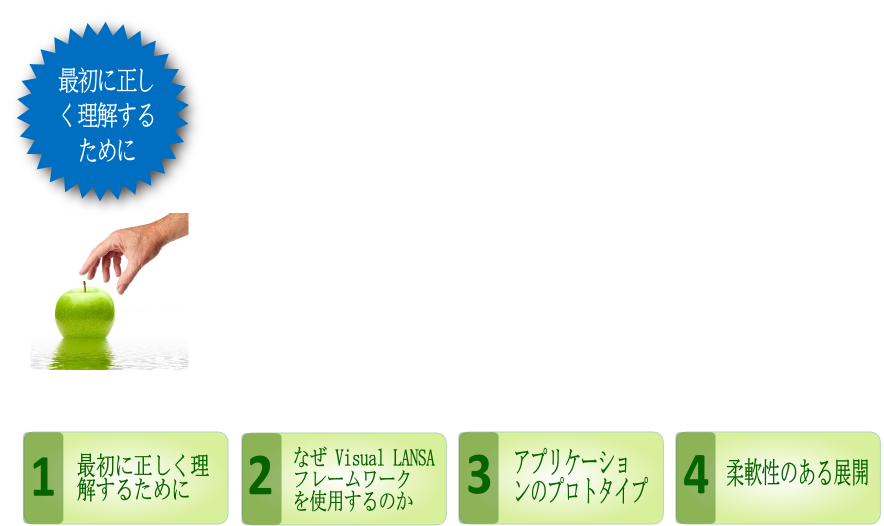 最初に正し
く理解する
ために
1
最初に正しく理
解するために
2
なぜ Visual LANSA
フレームワーク
を使用するのか
3
アプリケーショ
ンのプロトタイプ
4
柔軟性のある展開